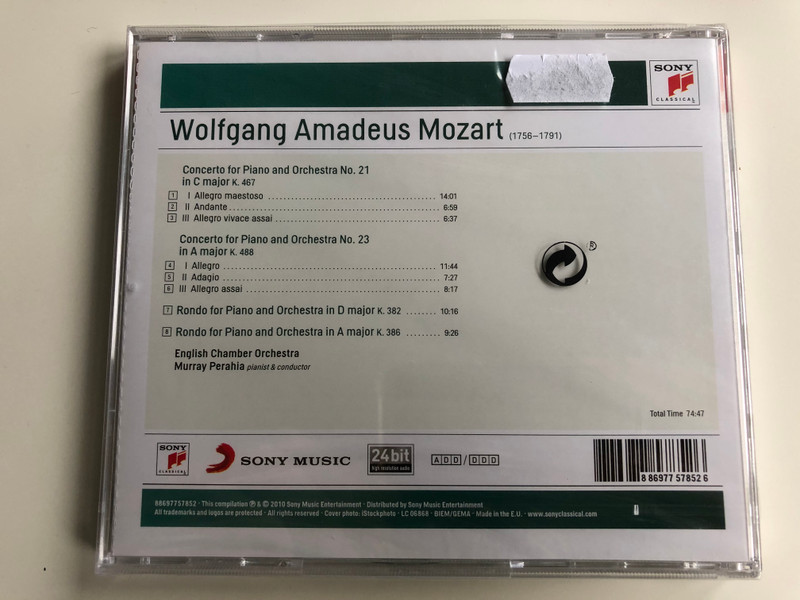 SONY
CLASSICAL
Wolfgang Amadeus Mozart (1756–1791)
Concerto for Piano and Orchestra No. 21
in C major K. 467
1 I Allegro maestoso 14:01
2 II Andante 6:59
3 III Allegro vivace assai 6:37
Concerto for Piano and Orchestra No. 23
in A major K. 488
4 I Allegro 11:44
5 II Adagio 7:27
6 III Allegro assai 8:17
7 Rondo for Piano and Orchestra in D major K. 382 10:16
8 Rondo for Piano and Orchestra in A major K. 386 9:26
English Chamber Orchestra
Murray Perahia pianist & conductor
Total Time 74:47
SONY
CLASSICAL
SONY MUSIC
24bit
high resolution audio
ADD/DDD
8 86977 57852 6
88697757852 · This compilation ℗ & © 2010 Sony Music Entertainment · Distributed by Sony Music Entertainment
All trademarks and logos are protected · All rights reserved · Cover photo: iStockphoto · LC 06868 · BIEM/GEMA · Made in the E.U. · www.sonyclassical.com